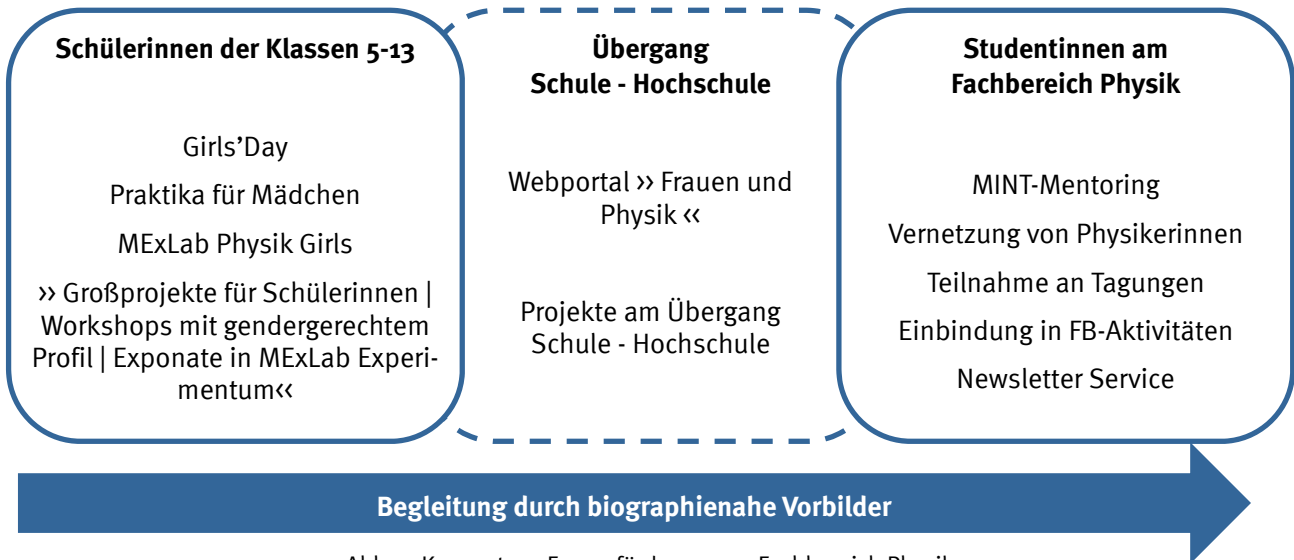 Schülerinnen der Klassen 5-13
Girls’Day
Praktika für Mädchen
MExLab Physik Girls
›› Großprojekte für Schülerinnen |
Workshops mit gendergerechtem
Profil | Exponate in MExLab Experi-
mentum‹‹
Übergang
Schule - Hochschule
Webportal ›› Frauen und
Physik ‹‹
Projekte am Übergang
Schule - Hochschule
Studentinnen am
Fachbereich Physik
MINT-Mentoring
Vernetzung von Physikerinnen
Teilnahme an Tagungen
Einbindung in FB-Aktivitäten
Newsletter Service
Begleitung durch biographienahe Vorbilder